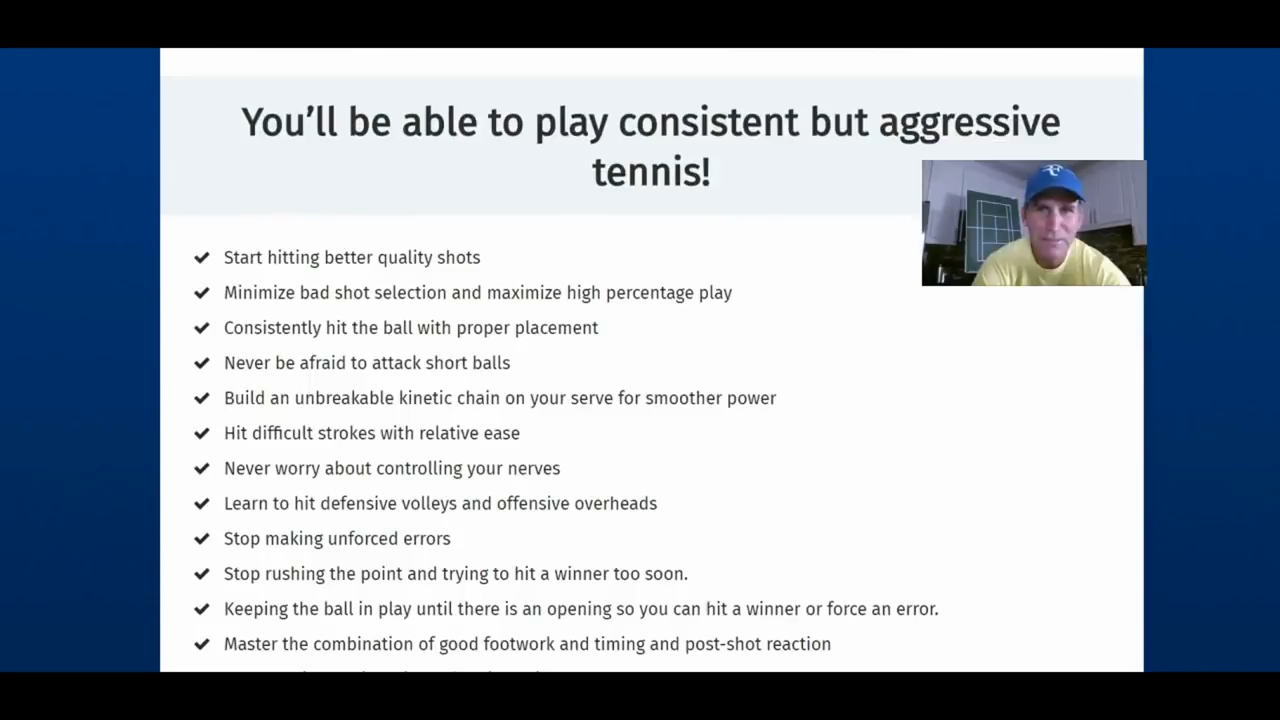 You’ll be able to play consistent but aggressive
tennis!
Start hitting better quality shots
Minimize bad shot selection and maximize high percentage play
Consistently hit the ball with proper placement
Never be afraid to attack short balls
Build an unbreakable kinetic chain on your serve for smoother power
Hit difficult strokes with relative ease
Never worry about controlling your nerves
Learn to hit defensive volleys and offensive overheads
Stop making unforced errors
Stop rushing the point and trying to hit a winner too soon.
Keeping the ball in play until there is an opening so you can hit a winner or force an error.
Master the combination of good footwork and timing and post-shot reaction